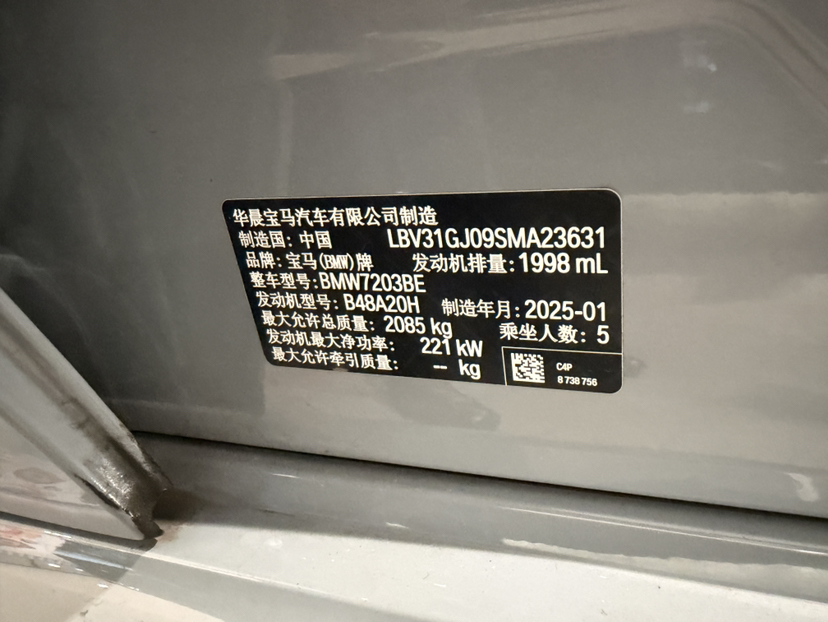 华晨宝马汽车有限公司制造
制造国: 中国 LBV31GJ09SMA23631
品牌: 宝马(BMW)牌 发动机排量: 1998 mL
整车型号: BMW7203BE
发动机型号: B48A20H 制造年月: 2025-01
最大允许总质量: 2085 kg 乘坐人数: 5
发动机最大净功率: 221 kW
最大允许牵引质量: -- kg
C4P
8 738 756